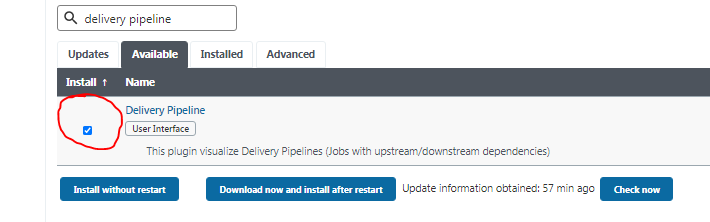 delivery pipeline
Updates Available Installed Advanced
Install ↑ Name
Delivery Pipeline
User Interface
This plugin visualize Delivery Pipelines (Jobs with upstream/downstream dependencies)
Install without restart Download now and install after restart Update information obtained: 57 min ago Check now